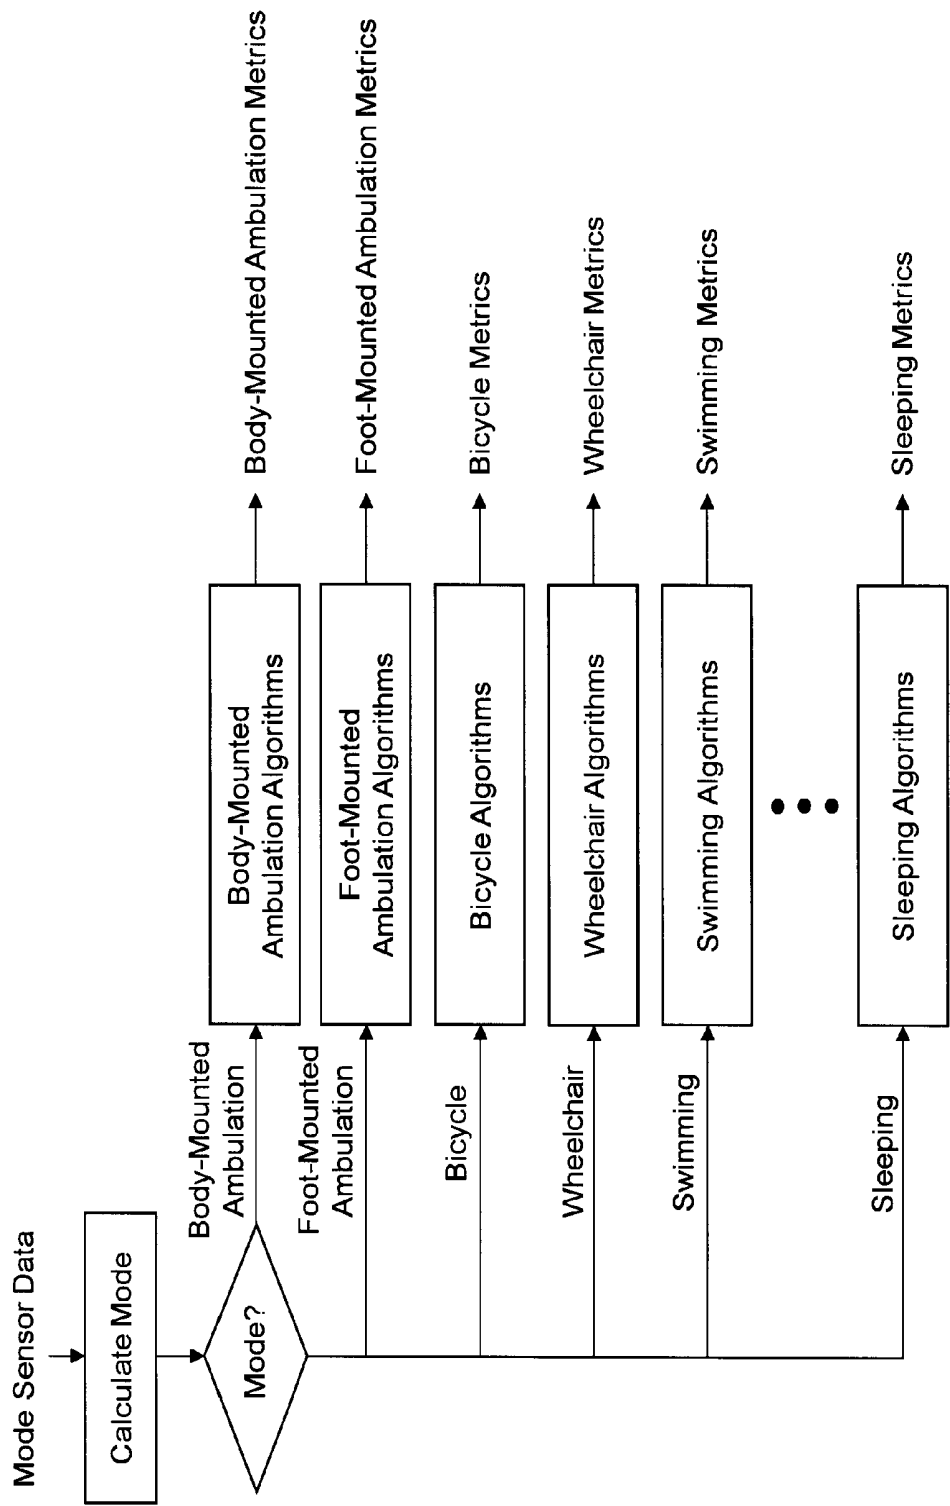 Mode Sensor Data
Calculate Mode
Mode?
Body-Mounted
Ambulation
Body-Mounted
Ambulation Algorithms
Body-Mounted Ambulation Metrics
Foot-Mounted
Ambulation
Foot-Mounted
Ambulation Algorithms
Foot-Mounted Ambulation Metrics
Bicycle
Bicycle Algorithms
Bicycle Metrics
Wheelchair
Wheelchair Algorithms
Wheelchair Metrics
Swimming
Swimming Algorithms
Swimming Metrics
Sleeping
Sleeping Algorithms
Sleeping Metrics